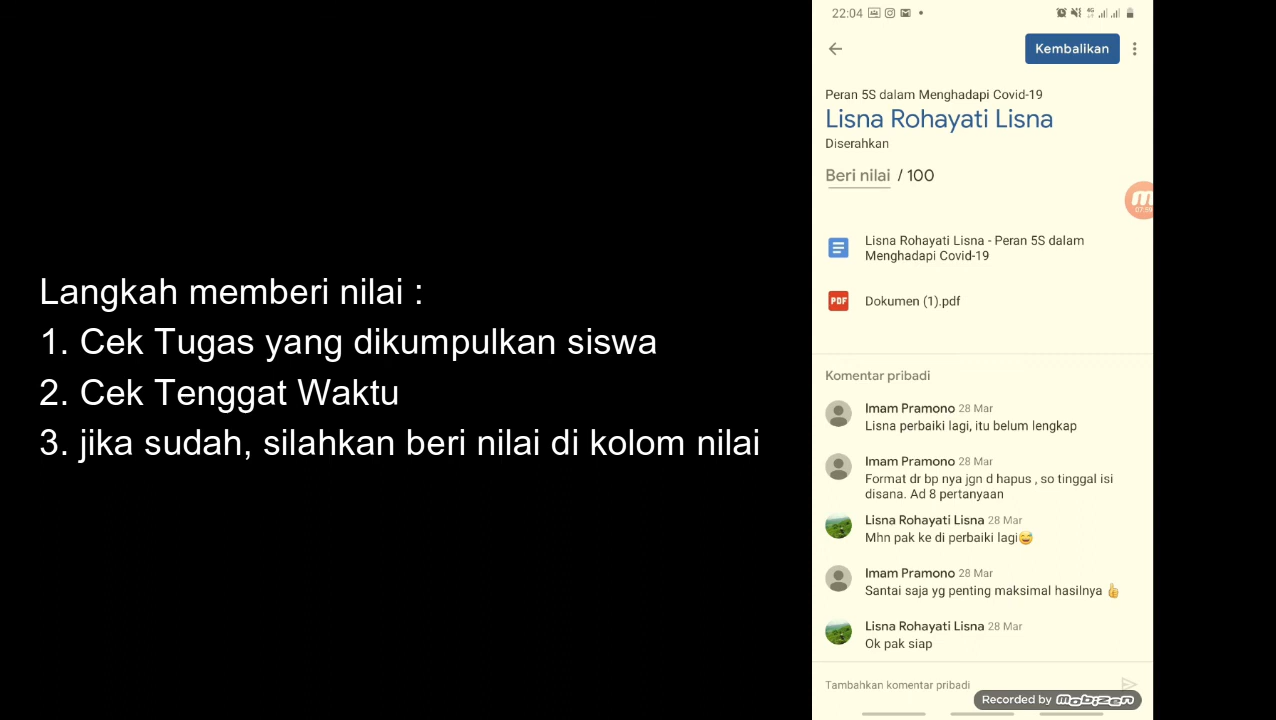 Langkah memberi nilai :
1. Cek Tugas yang dikumpulkan siswa
2. Cek Tenggat Waktu
3. jika sudah, silahkan beri nilai di kolom nilai
22:04
Kembalikan
Peran 5S dalam Menghadapi Covid-19
Lisna Rohayati Lisna
Diserahkan
Beri nilai / 100
Lisna Rohayati Lisna - Peran 5S dalam
Menghadapi Covid-19
PDF Dokumen (1).pdf
Komentar pribadi
Imam Pramono 28 Mar
Lisna perbaiki lagi, itu belum lengkap
Imam Pramono 28 Mar
Format dr bp nya jgn d hapus , so tinggal isi
disana. Ad 8 pertanyaan
Lisna Rohayati Lisna 28 Mar
Mhn pak ke di perbaiki lagi😅
Imam Pramono 28 Mar
Santai saja yg penting maksimal hasilnya 👍
Lisna Rohayati Lisna 28 Mar
Ok pak siap
Tambahkan komentar pribadi
Recorded by mobizen